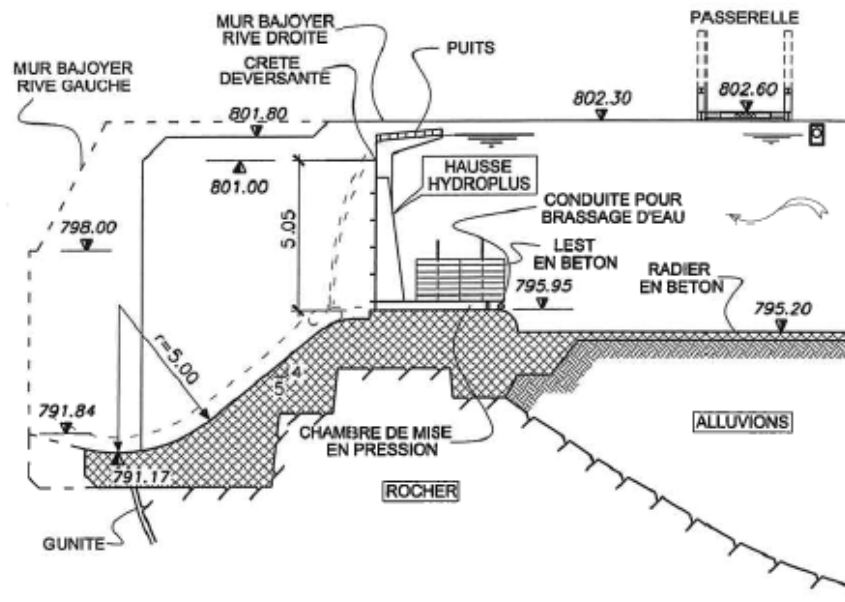 MUR BAJOYER
RIVE DROITE
PASSERELLE
PUITS
CRETE
DEVERSANTE
MUR BAJOYER
RIVE GAUCHE
801.80
802.30
802.60
801.00
HAUSSE
HYDROPLUS
CONDUITE POUR
BRASSAGE D'EAU
798.00
5.05
LEST
EN BETON
RADIER
EN BETON
795.95
795.20
r=5.00
4
5
791.84
791.17
CHAMBRE DE MISE
EN PRESSION
ALLUVIONS
ROCHER
GUNITE